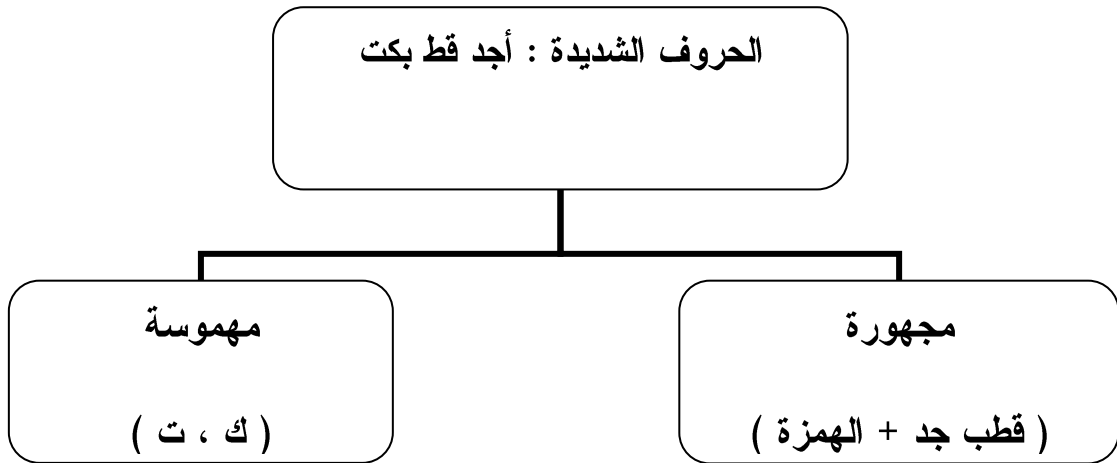 الحروف الشديدة : أجد قط بكت
مجهورة
( قطب جد + الهمزة )
مهموسة
( ك ، ت )